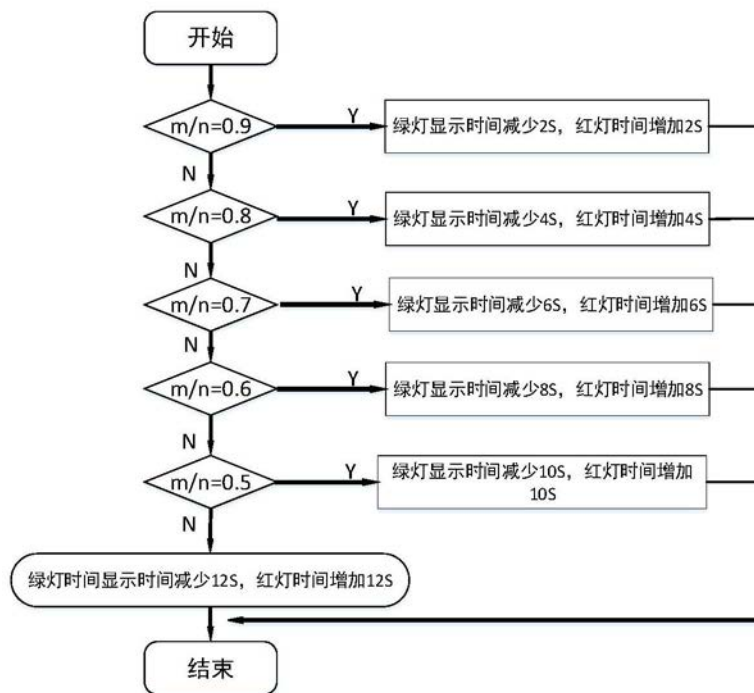 开始
m/n=0.9
Y
绿灯显示时间减少2S，红灯时间增加2S
N
m/n=0.8
Y
绿灯显示时间减少4S，红灯时间增加4S
N
m/n=0.7
Y
绿灯显示时间减少6S，红灯时间增加6S
N
m/n=0.6
Y
绿灯显示时间减少8S，红灯时间增加8S
N
m/n=0.5
Y
绿灯显示时间减少10S，红灯时间增加
10S
N
绿灯时间显示时间减少12S，红灯时间增加12S
结束